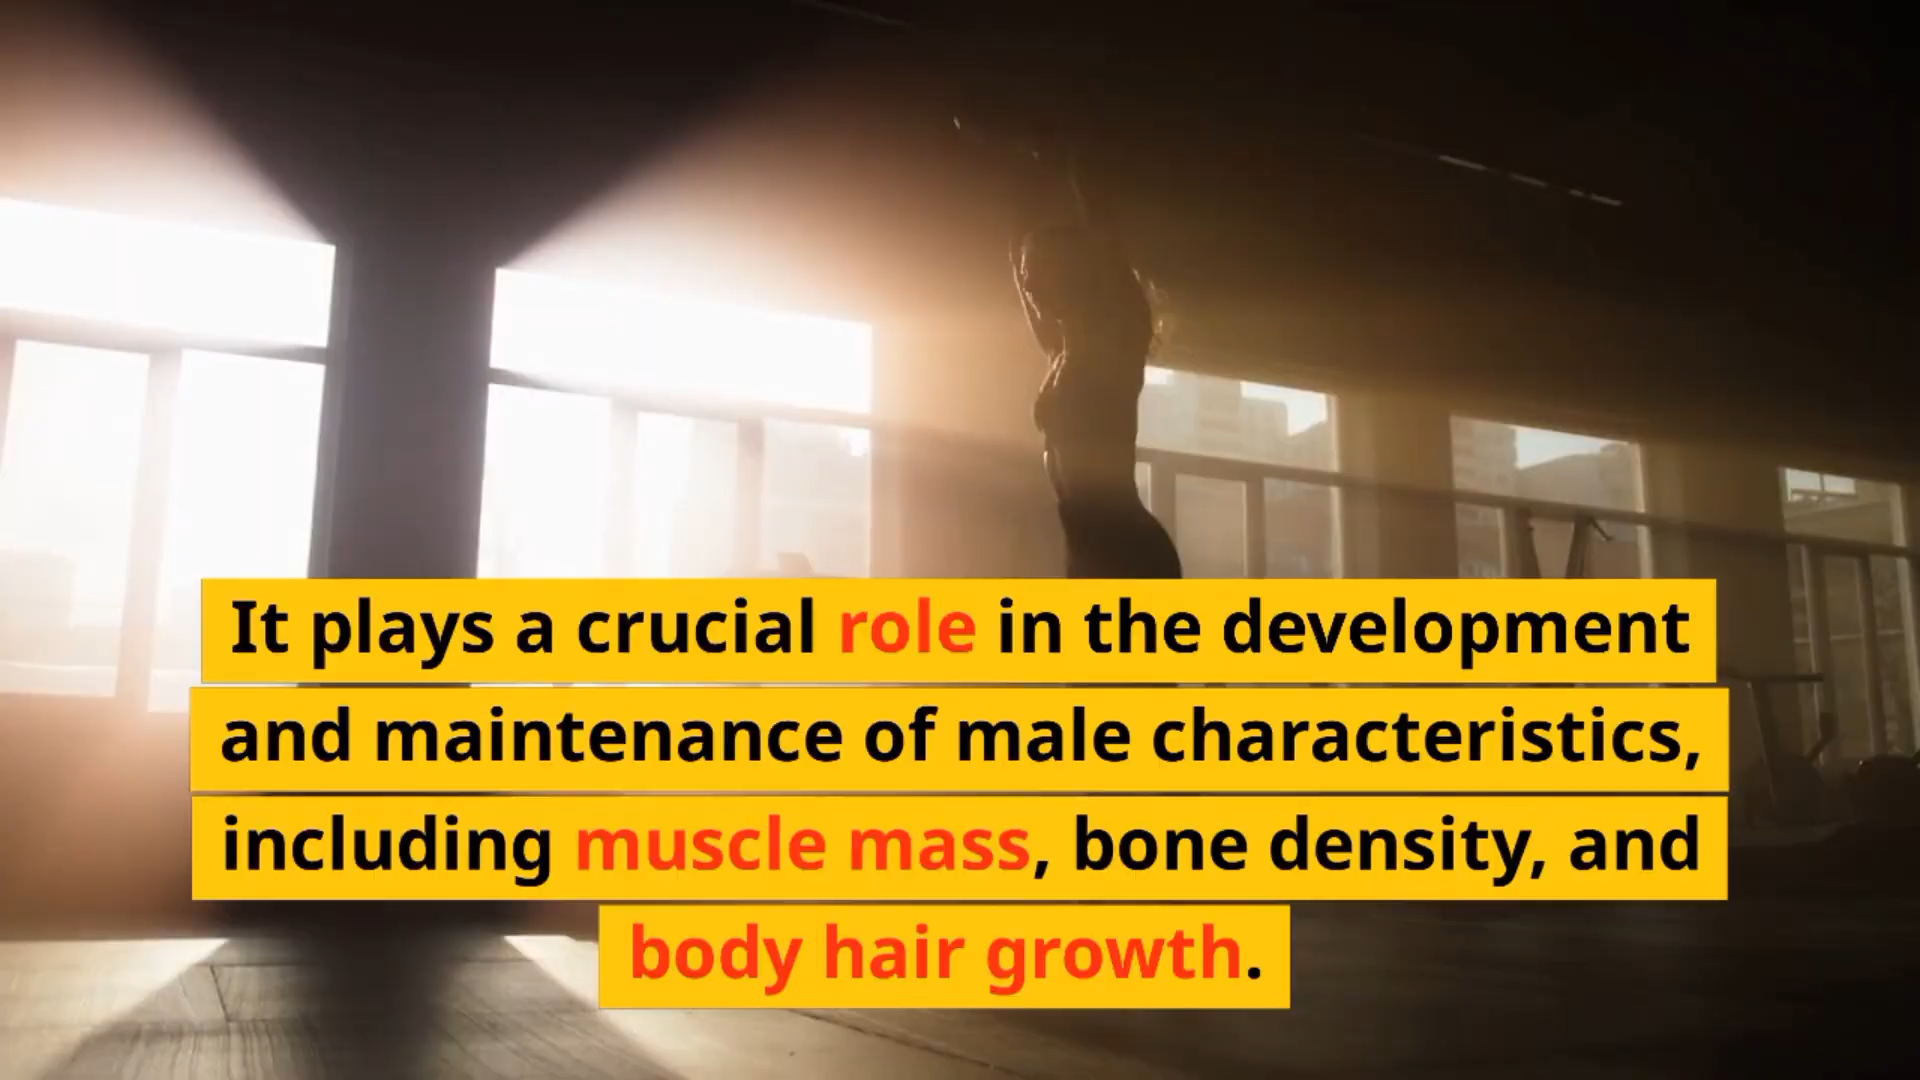 It plays a crucial role in the development
and maintenance of male characteristics,
including muscle mass, bone density, and
body hair growth.